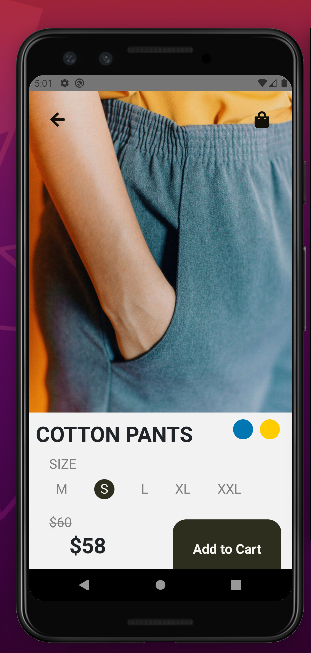 5:01
COTTON PANTS
SIZE
M S L XL XXL
$60
$58
Add to Cart